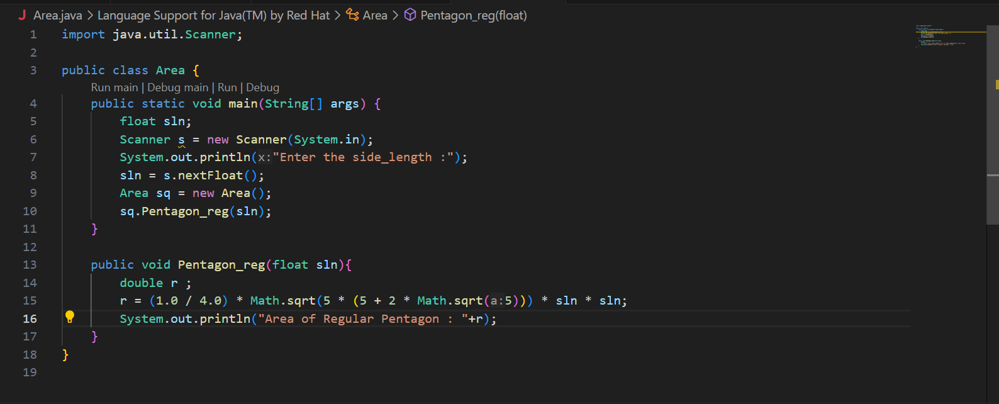 Area.java > Language Support for Java(TM) by Red Hat > Area > Pentagon_reg(float)
1 import java.util.Scanner;
2
3 public class Area {
Run main | Debug main | Run | Debug
4 public static void main(String[] args) {
5 float sln;
6 Scanner s = new Scanner(System.in);
7 System.out.println(x:"Enter the side_length :");
8 sln = s.nextFloat();
9 Area sq = new Area();
10 sq.Pentagon_reg(sln);
11 }
12
13 public void Pentagon_reg(float sln){
14 double r ;
15 r = (1.0 / 4.0) * Math.sqrt(5 * (5 + 2 * Math.sqrt(a:5))) * sln * sln;
16 System.out.println("Area of Regular Pentagon : "+r);
17 }
18 }
19